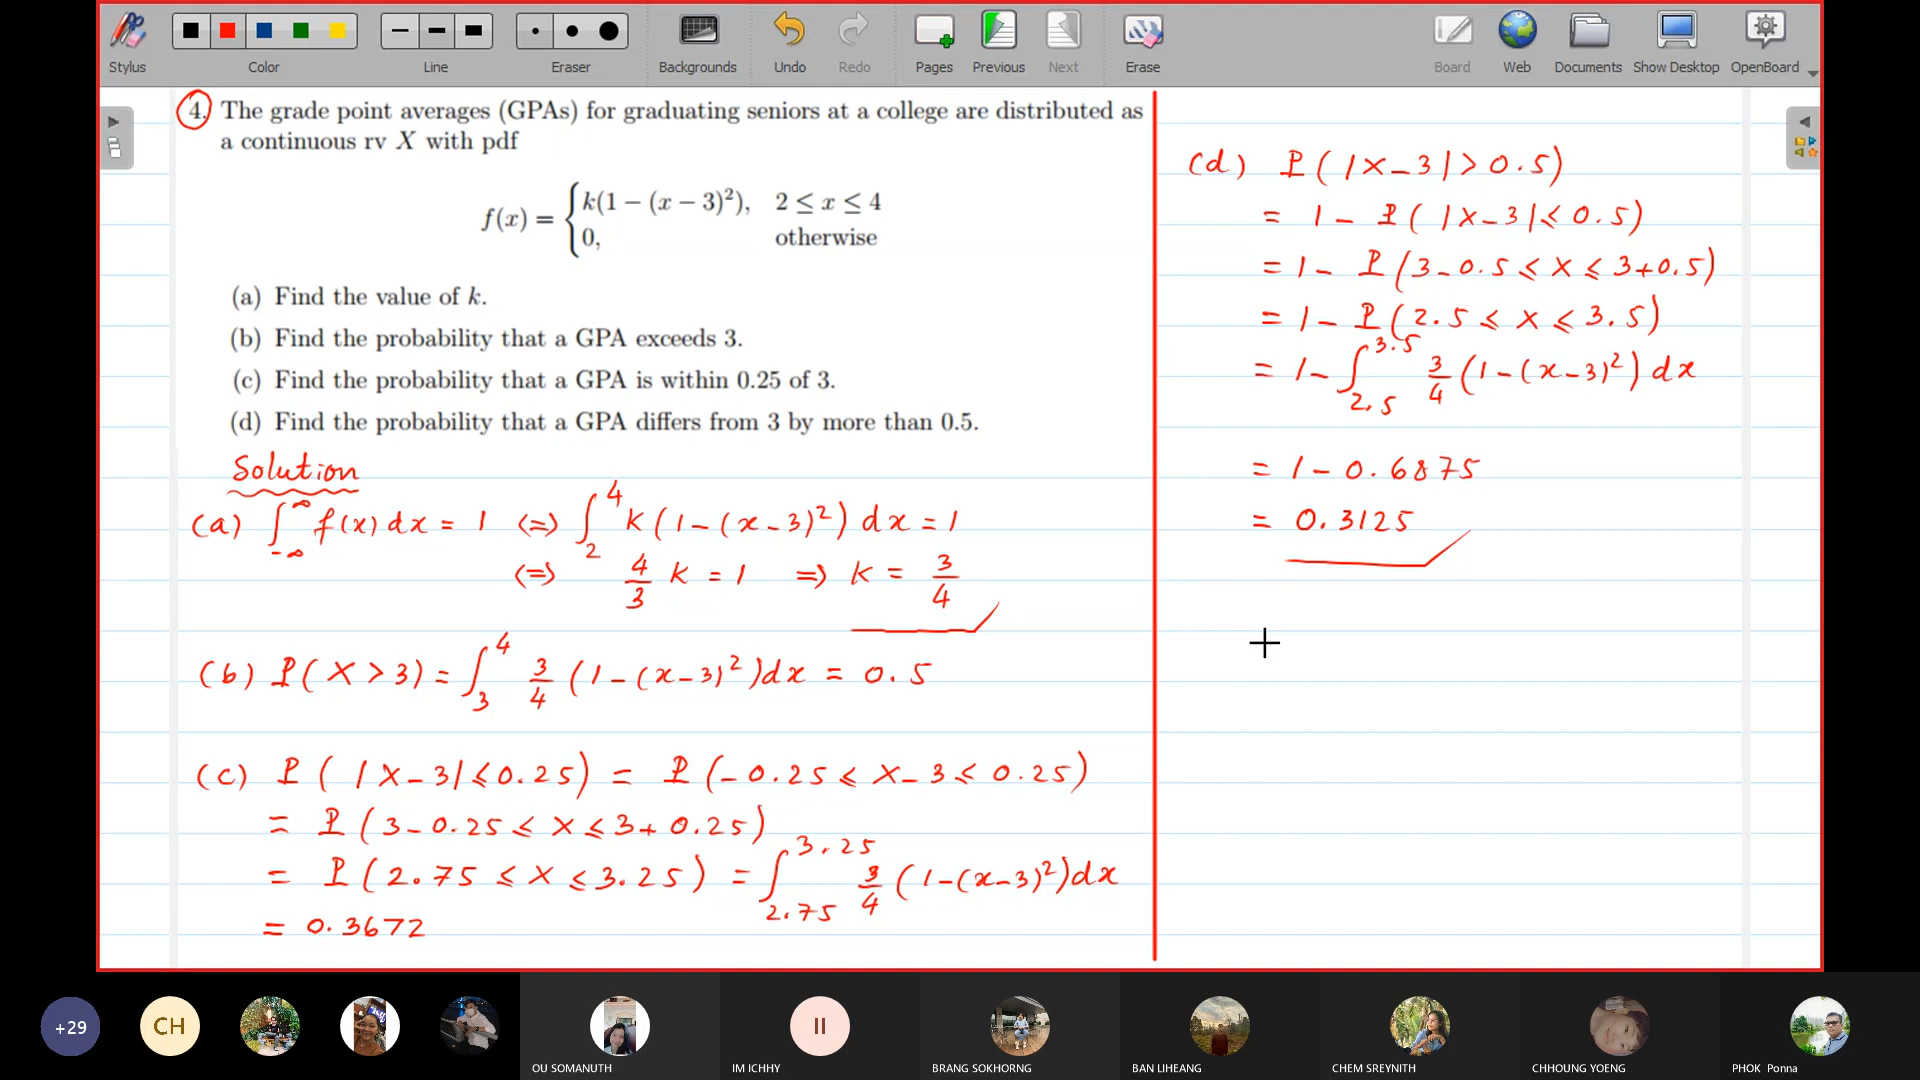 Stylus Color Line Eraser Backgrounds Undo Redo Pages Previous Next Erase Board Web Documents Show Desktop OpenBoard
4. The grade point averages (GPAs) for graduating seniors at a college are distributed as
a continuous rv X with pdf
f(x) = { k(1 − (x − 3)²), 2 ≤ x ≤ 4
0, otherwise
(a) Find the value of k.
(b) Find the probability that a GPA exceeds 3.
(c) Find the probability that a GPA is within 0.25 of 3.
(d) Find the probability that a GPA differs from 3 by more than 0.5.
Solution
(a) ∫_{-∞}^{∞} f(x) dx = 1 <=> ∫_2^4 k(1-(x-3)²) dx = 1
<=> 4/3 k = 1 => k = 3/4
(b) P(X > 3) = ∫_3^4 3/4 (1-(x-3)²)dx = 0.5
(c) P(|X-3| ≤ 0.25) = P(-0.25 ≤ X-3 ≤ 0.25)
= P(3-0.25 ≤ X ≤ 3+0.25)
= P(2.75 ≤ X ≤ 3.25) = ∫_{2.75}^{3.25} 3/4 (1-(x-3)²)dx
= 0.3672
(d) P(|X-3| > 0.5)
= 1 - P(|X-3| ≤ 0.5)
= 1 - P(3-0.5 ≤ X ≤ 3+0.5)
= 1 - P(2.5 ≤ X ≤ 3.5)
= 1 - ∫_{2.5}^{3.5} 3/4 (1-(x-3)²) dx
= 1 - 0.6875
= 0.3125
+29 CH II
OU SOMANUTH IM ICHHY BRANG SOKHORNG BAN LIHEANG CHEM SREYNITH CHHOUNG YOENG PHOK Ponna